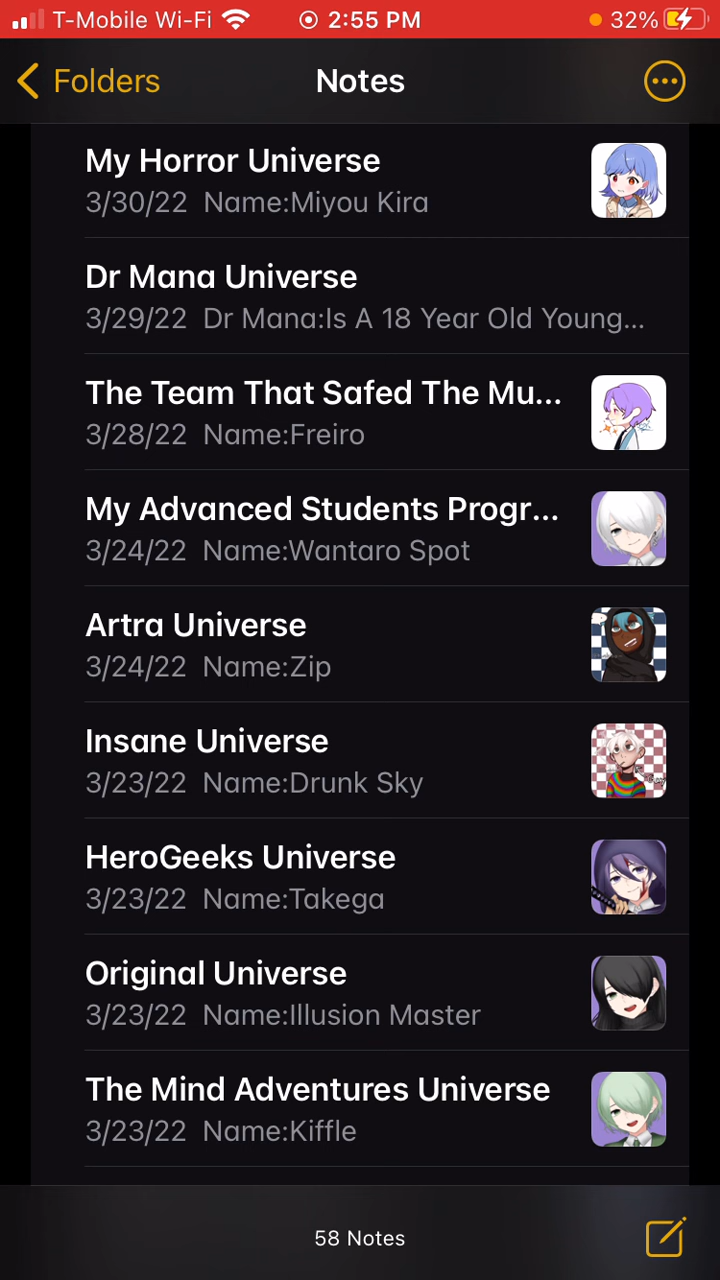 T-Mobile Wi-Fi 2:55 PM 32%
Folders Notes
My Horror Universe
3/30/22 Name:Miyou Kira
Dr Mana Universe
3/29/22 Dr Mana:Is A 18 Year Old Young...
The Team That Safed The Mu...
3/28/22 Name:Freiro
My Advanced Students Progr...
3/24/22 Name:Wantaro Spot
Artra Universe
3/24/22 Name:Zip
Insane Universe
3/23/22 Name:Drunk Sky
HeroGeeks Universe
3/23/22 Name:Takega
Original Universe
3/23/22 Name:Illusion Master
The Mind Adventures Universe
3/23/22 Name:Kiffle
58 Notes